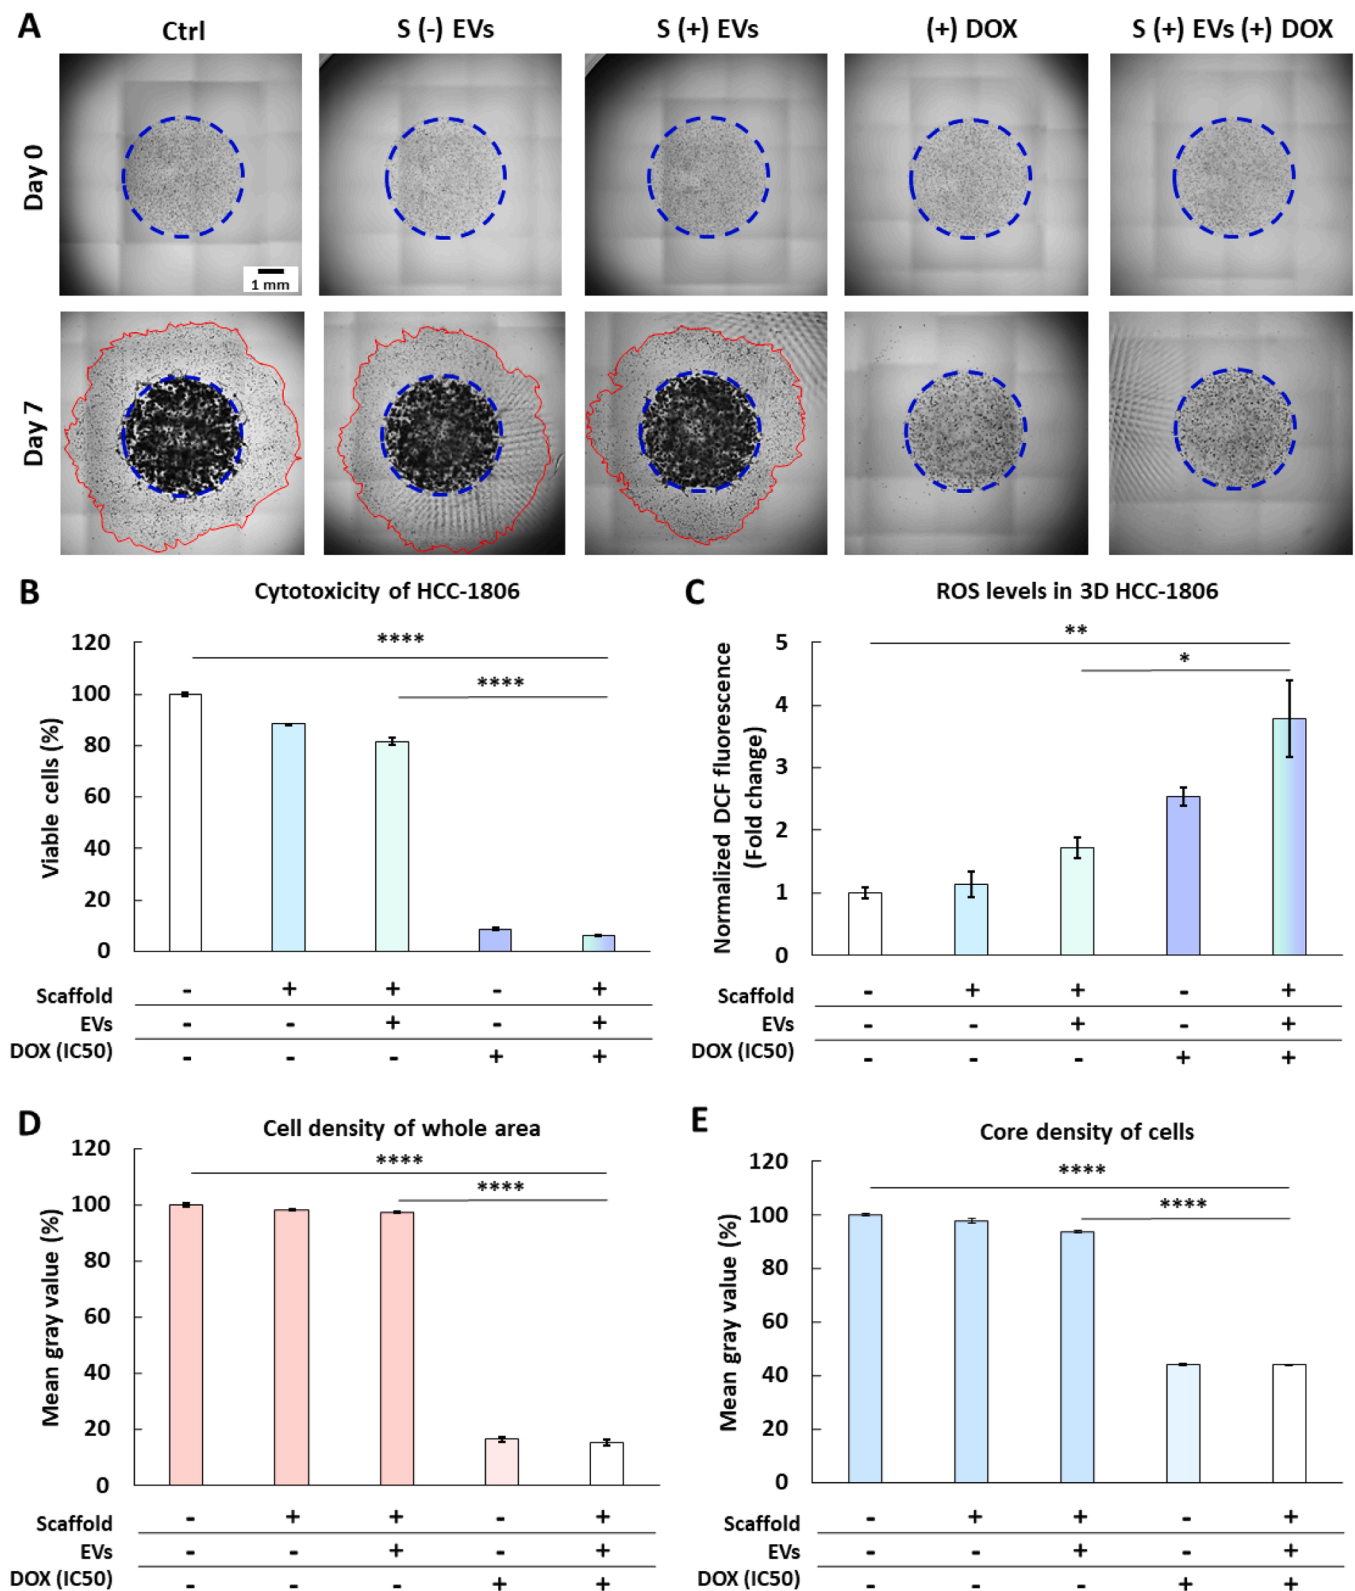 A
Ctrl
S (-) EVs
S (+) EVs
(+) DOX
S (+) EVs (+) DOX
Day 0
1 mm
Day 7
B
Cytotoxicity of HCC-1806
Viable cells (%)
120
100
80
60
40
20
0
****
****
Scaffold - + + - +
EVs - - + - +
DOX (IC50) - - - + +
C
ROS levels in 3D HCC-1806
Normalized DCF fluorescence
(Fold change)
5
4
3
2
1
0
**
*
Scaffold - + + - +
EVs - - + - +
DOX (IC50) - - - + +
D
Cell density of whole area
Mean gray value (%)
120
100
80
60
40
20
0
****
****
Scaffold - + + - +
EVs - - + - +
DOX (IC50) - - - + +
E
Core density of cells
Mean gray value (%)
120
100
80
60
40
20
0
****
****
Scaffold - + + - +
EVs - - + - +
DOX (IC50) - - - + +